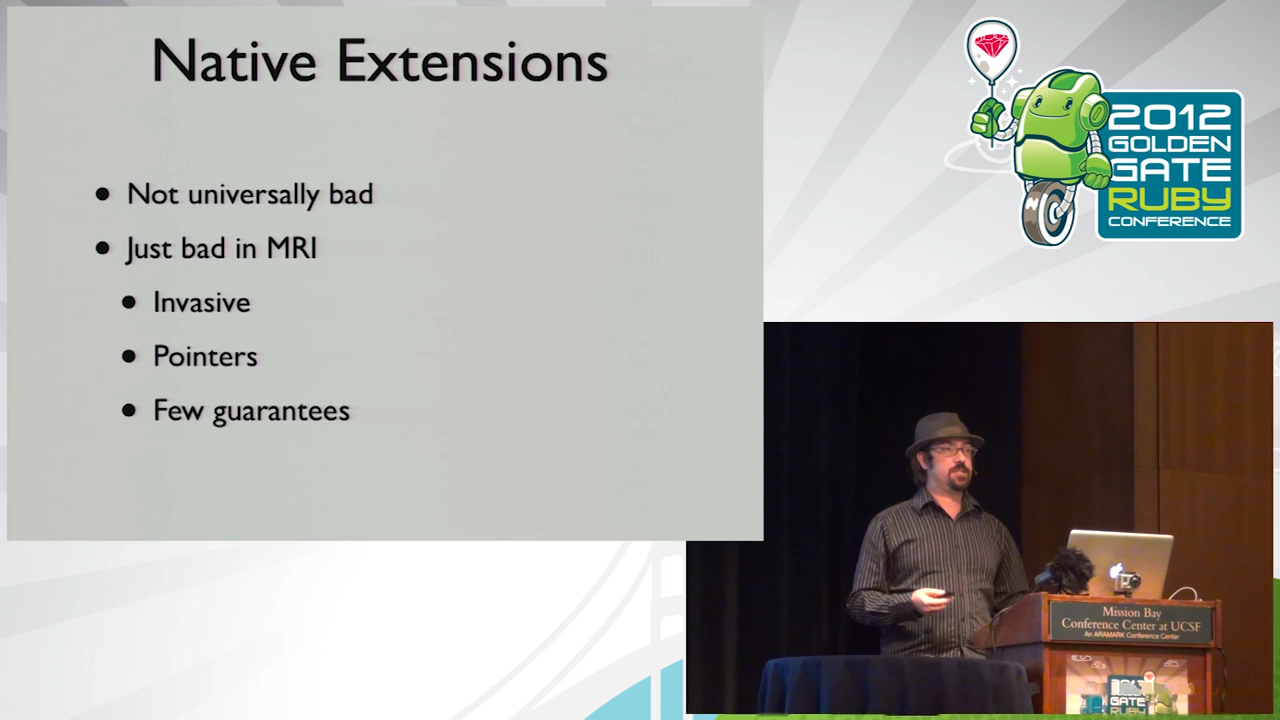 Native Extensions
Not universally bad
Just bad in MRI
Invasive
Pointers
Few guarantees
2012
GOLDEN
GATE
RUBY
CONFERENCE
Mission Bay
Conference Center at UCSF
An ARAMARK Conference Center